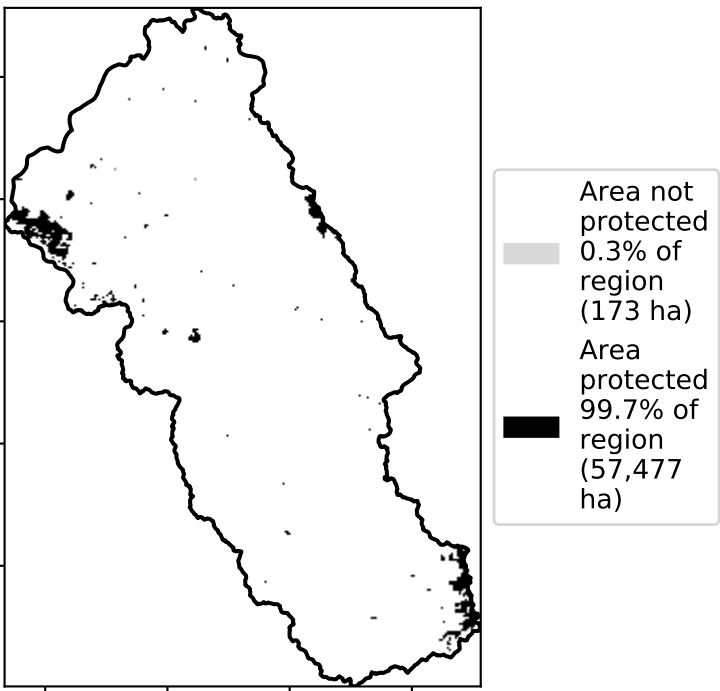 Area not
protected
0.3% of
region
(173 ha)
Area
protected
99.7% of
region
(57,477
ha)